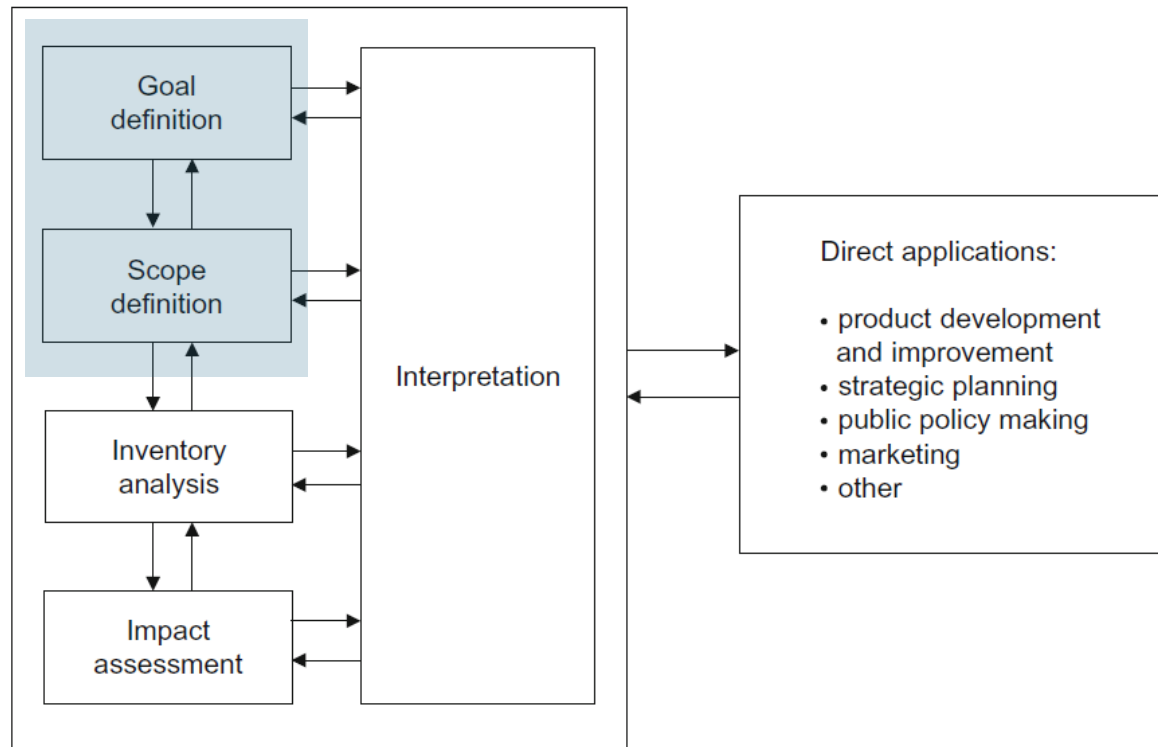 Goal
definition
Scope
definition
Inventory
analysis
Impact
assessment
Interpretation
Direct applications:
• product development
and improvement
• strategic planning
• public policy making
• marketing
• other